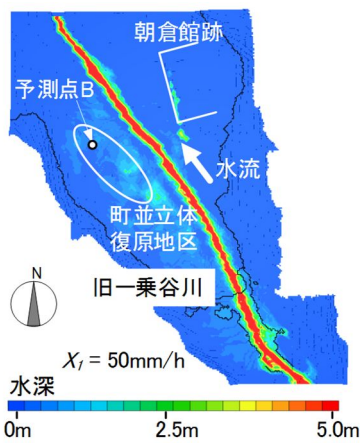 朝倉館跡
予測点B
水流
町並立体
復原地区
旧一乗谷川
N
X₁ = 50mm/h
水深
0m 2.5m 5.0m